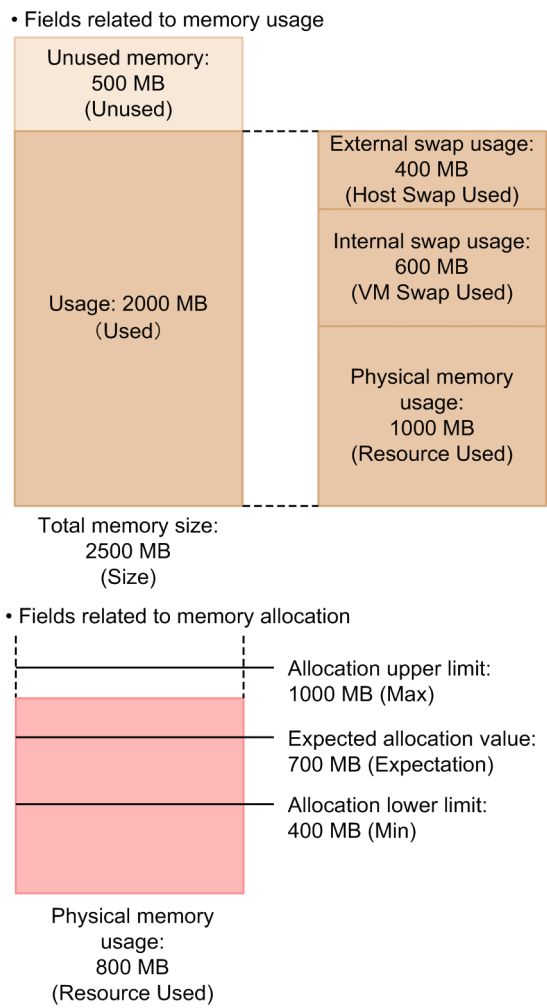 • Fields related to memory usage
Unused memory:
500 MB
(Unused)
Usage: 2000 MB
（Used）
External swap usage:
400 MB
(Host Swap Used)
Internal swap usage:
600 MB
(VM Swap Used)
Physical memory
usage:
1000 MB
(Resource Used)
Total memory size:
2500 MB
(Size)
• Fields related to memory allocation
Allocation upper limit:
1000 MB (Max)
Expected allocation value:
700 MB (Expectation)
Allocation lower limit:
400 MB (Min)
Physical memory
usage:
800 MB
(Resource Used)